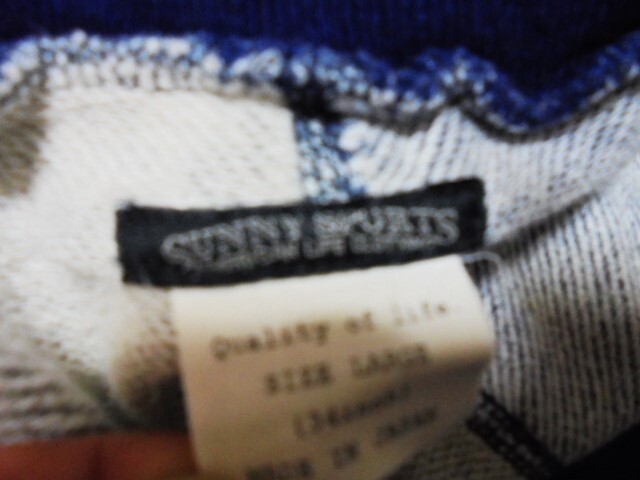 SUNNY SPORTS
Quality of life
SIZE LARGE
MADE IN JAPAN